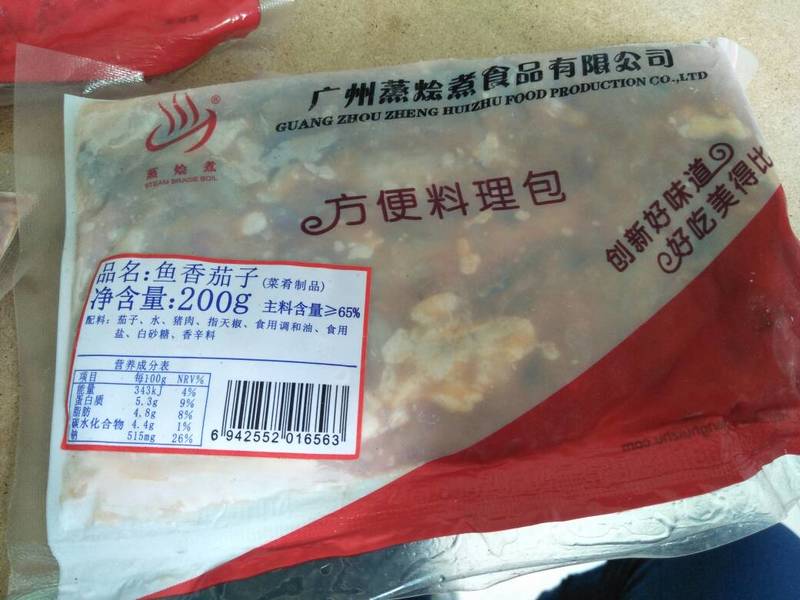 广州蒸烩煮食品有限公司
GUANG ZHOU ZHENG HUIZHU FOOD PRODUCTION CO.,LTD
®
蒸烩煮
STEAM BRAISE BOIL
方便料理包
创新好味道
好吃美得比
品名:鱼香茄子(菜肴制品)
净含量:200g 主料含量≥65%
配料: 茄子、水、猪肉、指天椒、食用调和油、食用
盐、白砂糖、香辛料
营养成分表
项目 每100g NRV%
能量 343kJ 4%
蛋白质 5.3g 9%
脂肪 4.8g 8%
碳水化合物 4.4g 1%
钠 515mg 26%
6 942552 016563
nghuizhu.com